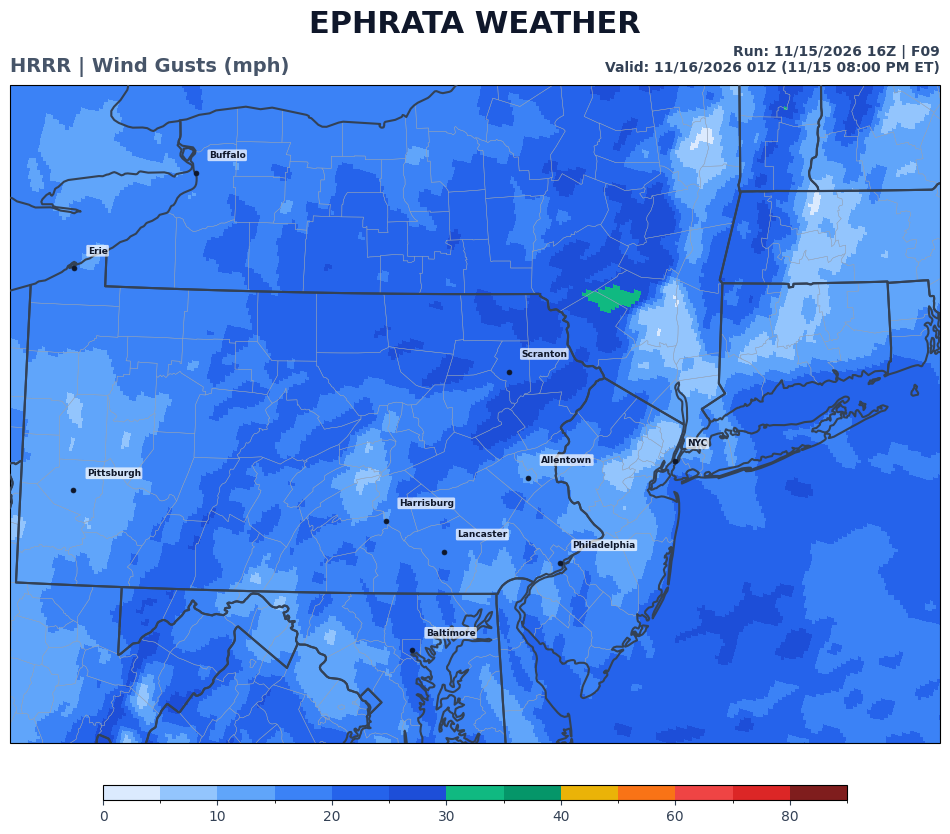 EPHRATA WEATHER
HRRR | Wind Gusts (mph)
Run: 11/15/2026 16Z | F09
Valid: 11/16/2026 01Z (11/15 08:00 PM ET)
Buffalo
Erie
Scranton
NYC
Allentown
Pittsburgh
Harrisburg
Lancaster
Philadelphia
Baltimore
0 10 20 30 40 60 80